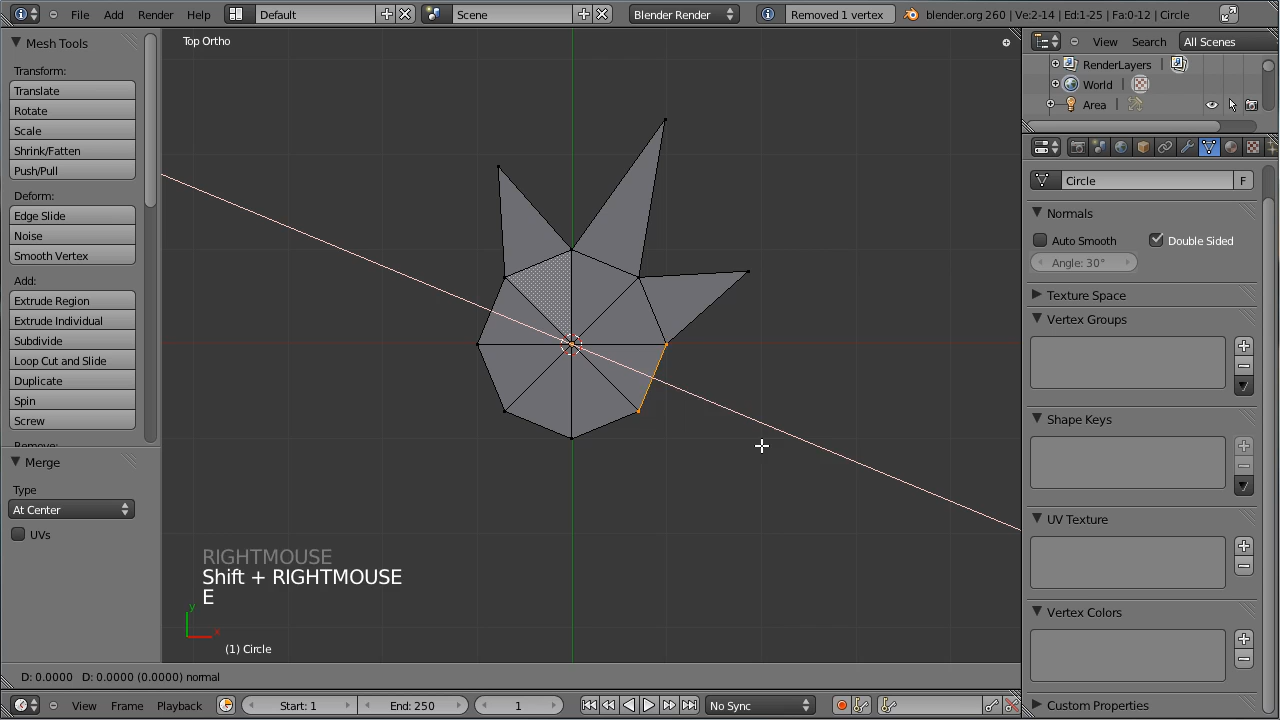 File Add Render Help Default Scene Blender Render Removed 1 vertex blender.org 260 | Ve:2-14 | Ed:1-25 | Fa:0-12 | Circle
Mesh Tools
Transform:
Translate
Rotate
Scale
Shrink/Fatten
Push/Pull
Deform:
Edge Slide
Noise
Smooth Vertex
Add:
Extrude Region
Extrude Individual
Subdivide
Loop Cut and Slide
Duplicate
Spin
Screw
Remove:
Merge
Type
At Center
UVs
Top Ortho
RIGHTMOUSE
Shift + RIGHTMOUSE
E
y
x
(1) Circle
D: 0.0000 D: 0.0000 (0.0000) normal
View Search All Scenes
RenderLayers
World
Area
Circle F
Normals
Auto Smooth Double Sided
Angle: 30°
Texture Space
Vertex Groups
Shape Keys
UV Texture
Vertex Colors
Custom Properties
View Frame Playback Start: End: 250 1 No Sync